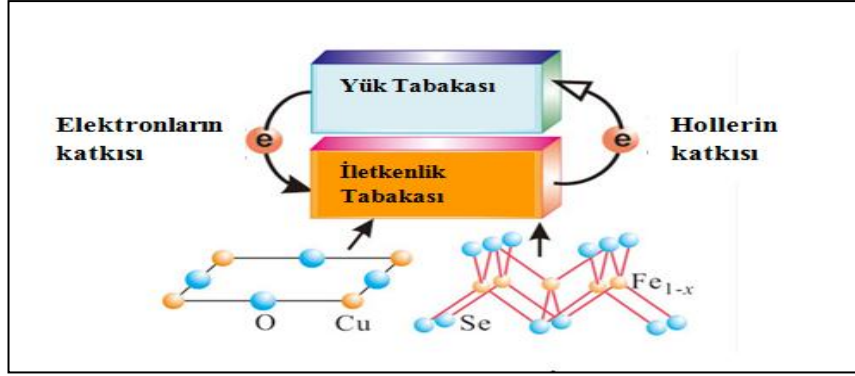 Yük Tabakası
Elektronların
katkısı
e
e
Hollerin
katkısı
İletkenlik
Tabakası
O
Cu
Se
Fe1-x